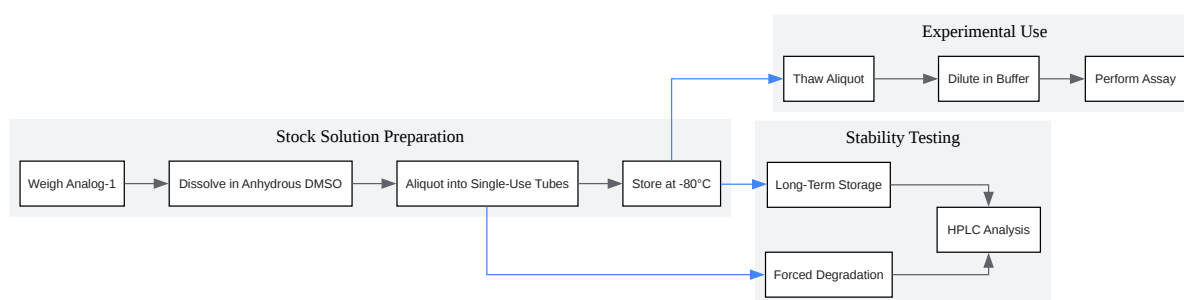 Experimental Use
Thaw Aliquot
Dilute in Buffer
Perform Assay
Stock Solution Preparation
Weigh Analog-1
Dissolve in Anhydrous DMSO
Aliquot into Single-Use Tubes
Store at -80°C
Stability Testing
Long-Term Storage
HPLC Analysis
Forced Degradation